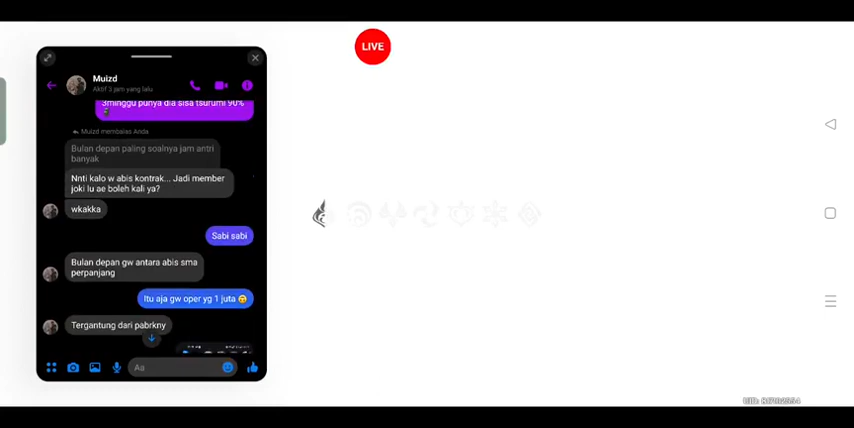 LIVE
Muizd
Aktif 3 jam yang lalu
3minggu punya dia sisa tsurumi 90%
Muizd membalas Anda
Bulan depan paling soalnya jam antri
banyak
Nnti kalo w abis kontrak... Jadi member
joki lu ae boleh kali ya?
wkakka
Sabi sabi
Bulan depan gw antara abis sma
perpanjang
Itu aja gw oper yg 1 juta
Tergantung dari pabrkny
Aa